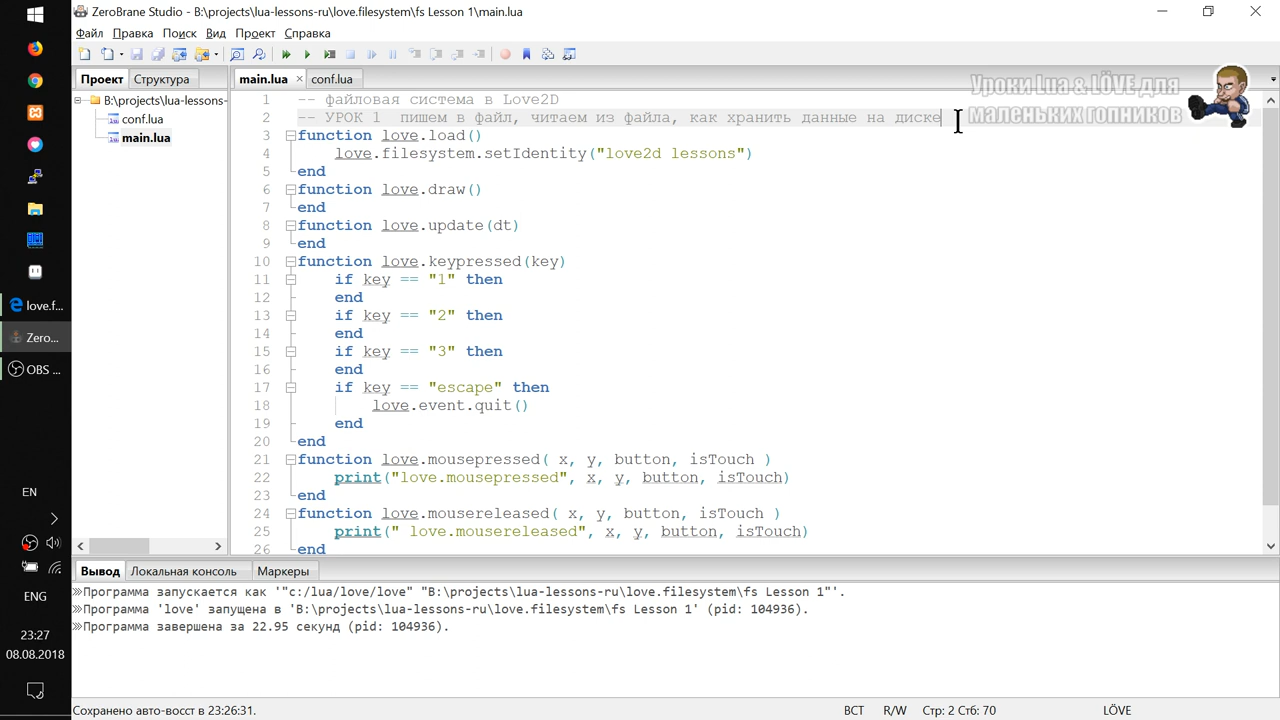 ZeroBrane Studio - B:\projects\lua-lessons-ru\love.filesystem\fs Lesson 1\main.lua
Файл Правка Поиск Вид Проект Справка
Проект Структура
main.lua conf.lua
Уроки Lua & LÖVE для
маленьких гопников
B:\projects\lua-lessons-
conf.lua
main.lua
1 -- файловая система в Love2D
2 -- УРОК 1  пишем в файл, читаем из файла, как хранить данные на диске
3 function love.load()
4     love.filesystem.setIdentity("love2d lessons")
5 end
6 function love.draw()
7 end
8 function love.update(dt)
9 end
10 function love.keypressed(key)
11     if key == "1" then
12     end
13     if key == "2" then
14     end
15     if key == "3" then
16     end
17     if key == "escape" then
18         love.event.quit()
19     end
20 end
21 function love.mousepressed( x, y, button, isTouch )
22     print("love.mousepressed", x, y, button, isTouch)
23 end
24 function love.mousereleased( x, y, button, isTouch )
25     print(" love.mousereleased", x, y, button, isTouch)
26 end
love.f...
Zero...
OBS ...
EN
ENG
23:27
08.08.2018
Вывод Локальная консоль Маркеры
Программа запускается как '"c:/lua/love/love" "B:\projects\lua-lessons-ru\love.filesystem\fs Lesson 1"'.
Программа 'love' запущена в 'B:\projects\lua-lessons-ru\love.filesystem\fs Lesson 1' (pid: 104936).
Программа завершена за 22.95 секунд (pid: 104936).
Сохранено авто-восст в 23:26:31. ВСТ R/W Стр: 2 Стб: 70 LÖVE